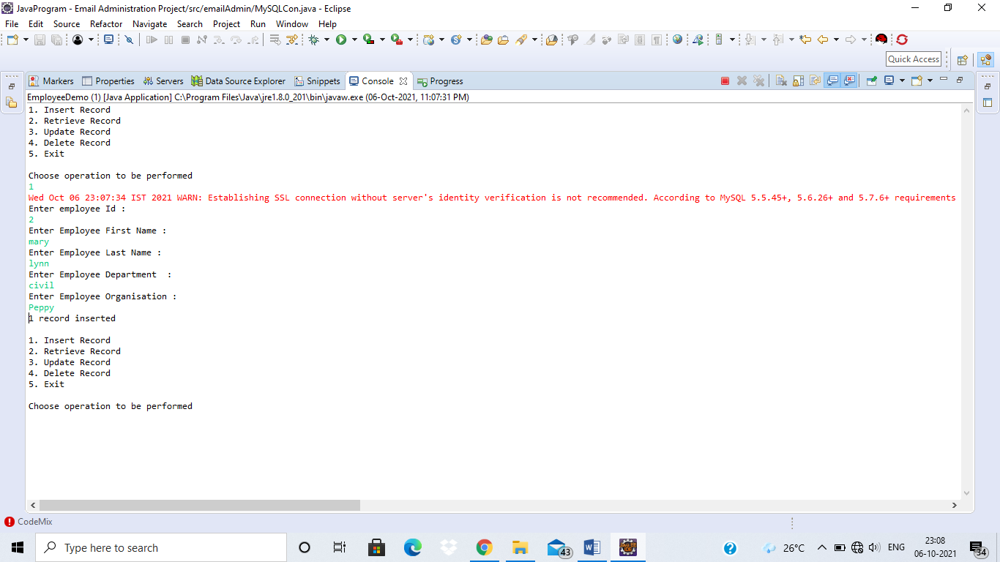 JavaProgram - Email Administration Project/src/emailAdmin/MySQLCon.java - Eclipse
File Edit Source Refactor Navigate Search Project Run Window Help
Quick Access
Markers Properties Servers Data Source Explorer Snippets Console Progress
EmployeeDemo (1) [Java Application] C:\Program Files\Java\jre1.8.0_201\bin\javaw.exe (06-Oct-2021, 11:07:31 PM)
1. Insert Record
2. Retrieve Record
3. Update Record
4. Delete Record
5. Exit
Choose operation to be performed
1
Wed Oct 06 23:07:34 IST 2021 WARN: Establishing SSL connection without server's identity verification is not recommended. According to MySQL 5.5.45+, 5.6.26+ and 5.7.6+ requirements
Enter employee Id :
2
Enter Employee First Name :
mary
Enter Employee Last Name :
lynn
Enter Employee Department  :
civil
Enter Employee Organisation :
Peppy
1 record inserted
1. Insert Record
2. Retrieve Record
3. Update Record
4. Delete Record
5. Exit
Choose operation to be performed
CodeMix
Type here to search
43
26°C
ENG
23:08
06-10-2021
34